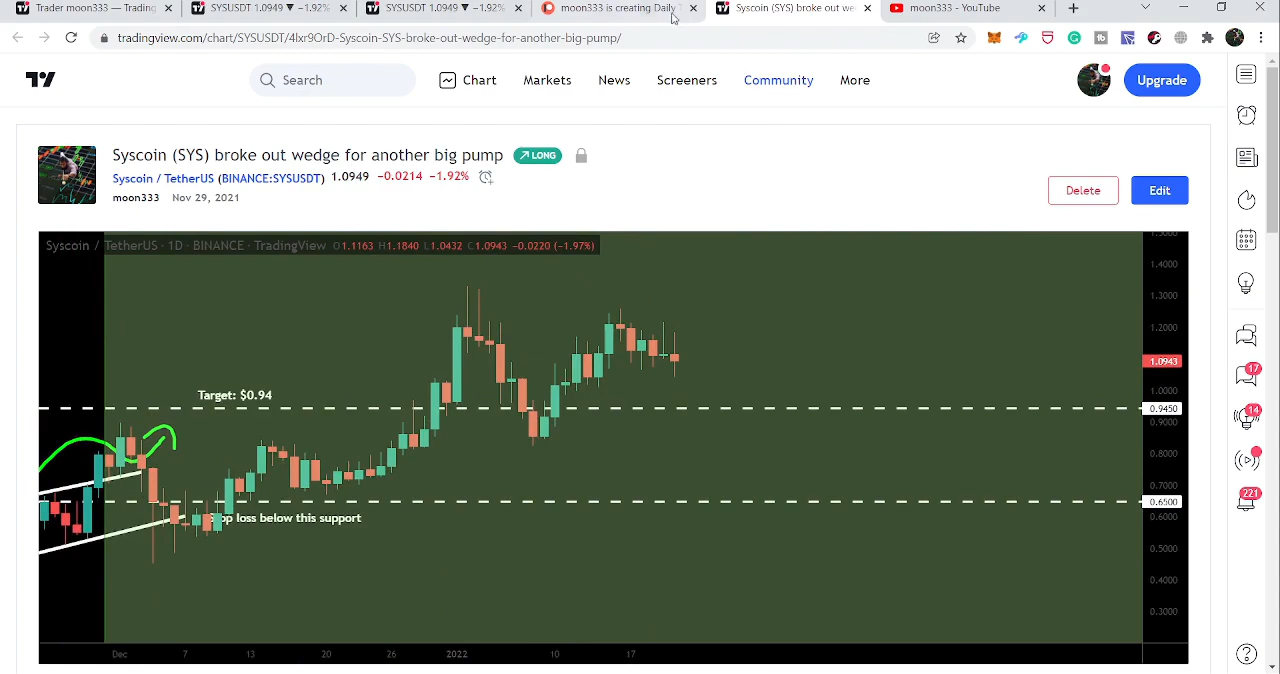 Trader moon333 — Trading
SYSUSDT 1.0949 ▼ −1.92%
SYSUSDT 1.0949 ▼ −1.92%
moon333 is creating Daily
Syscoin (SYS) broke out we
moon333 - YouTube
tradingview.com/chart/SYSUSDT/4lxr9OrD-Syscoin-SYS-broke-out-wedge-for-another-big-pump/
Search
Chart
Markets
News
Screeners
Community
More
Upgrade
Syscoin (SYS) broke out wedge for another big pump
LONG
Syscoin / TetherUS (BINANCE:SYSUSDT) 1.0949 −0.0214 −1.92%
moon333 Nov 29, 2021
Delete
Edit
Syscoin / TetherUS · 1D · BINANCE · TradingView O1.1163 H1.1840 L1.0432 C1.0943 −0.0220 (−1.97%)
1.3000
1.4000
1.3000
1.2000
1.0943
1.0000
Target: $0.94
0.9450
0.9000
0.8000
0.7000
0.6500
0.6000
loss below this support
0.5000
0.4000
0.3000
Dec
7
13
20
26
2022
10
17
17
14
221